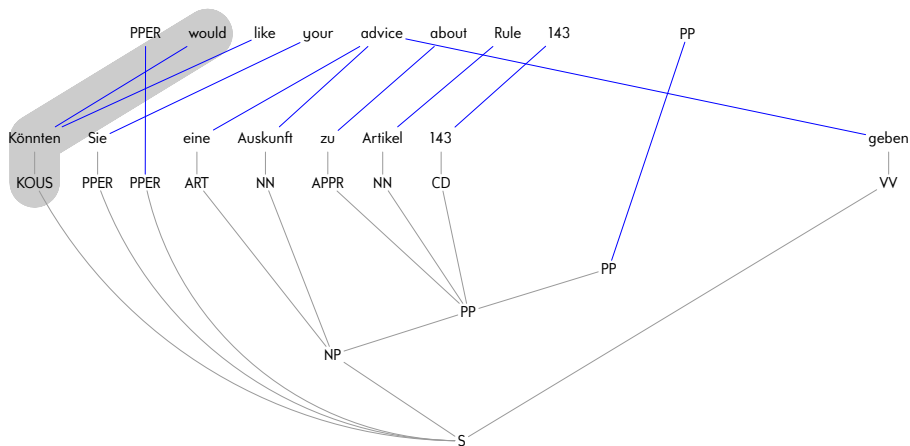 PPER would like your advice about Rule 143 PP
Könnten Sie eine Auskunft zu Artikel 143 geben
KOUS PPER PPER ART NN APPR NN CD VV
PP
PP
NP
S